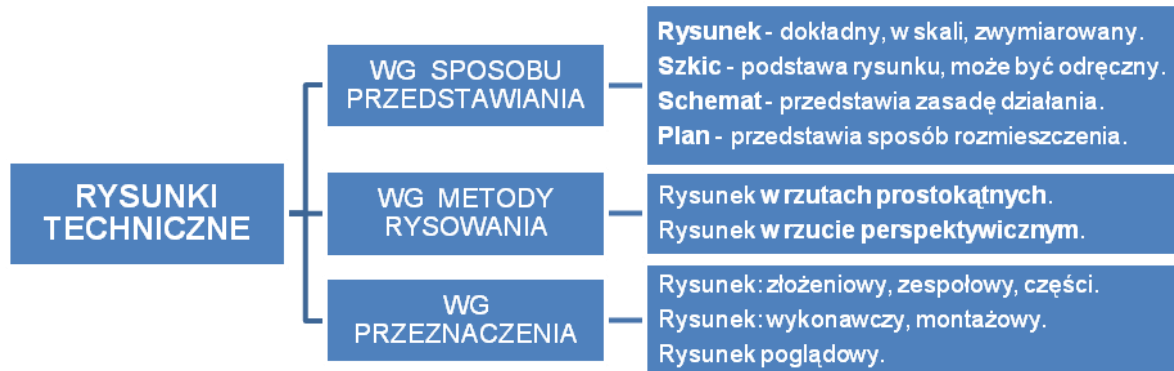 RYSUNKI
TECHNICZNE
WG SPOSOBU
PRZEDSTAWIANIA
Rysunek - dokładny, w skali, zwymiarowany.
Szkic - podstawa rysunku, może być odręczny.
Schemat - przedstawia zasadę działania.
Plan - przedstawia sposób rozmieszczenia.
WG METODY
RYSOWANIA
Rysunek w rzutach prostokątnych.
Rysunek w rzucie perspektywicznym.
WG
PRZEZNACZENIA
Rysunek: złożeniowy, zespołowy, części.
Rysunek: wykonawczy, montażowy.
Rysunek poglądowy.